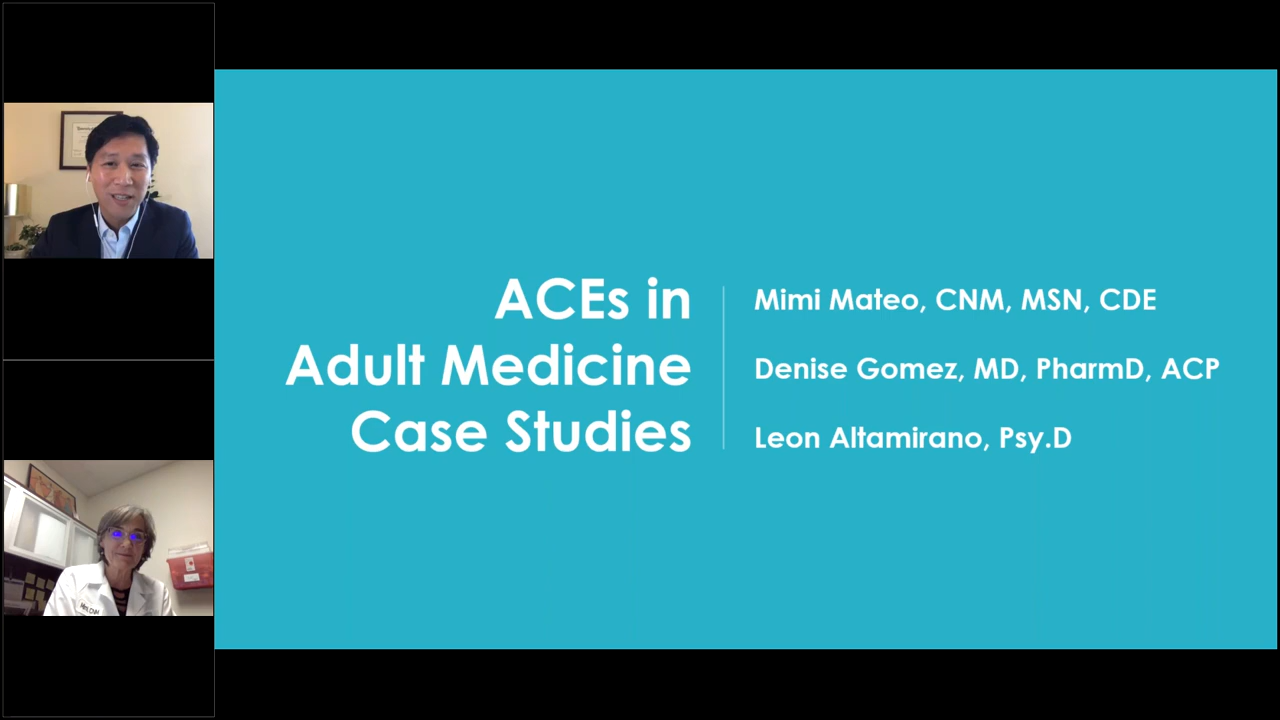 ACEs in
Adult Medicine
Case Studies
Mimi Mateo, CNM, MSN, CDE
Denise Gomez, MD, PharmD, ACP
Leon Altamirano, Psy.D